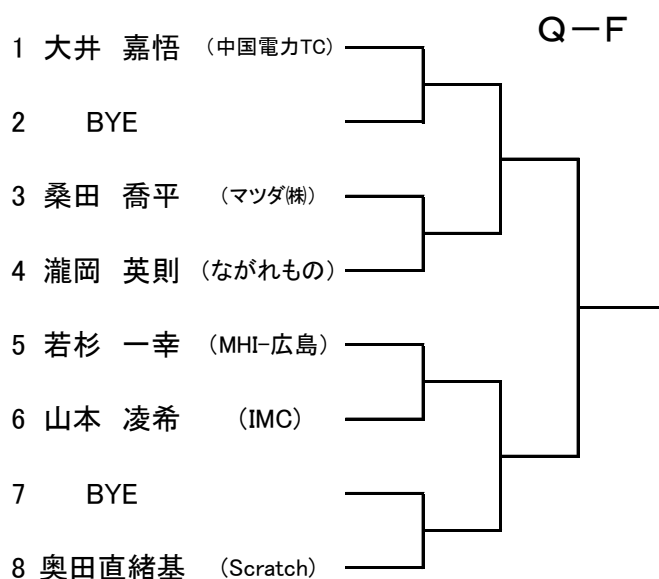 Q-F
1 大井 嘉悟 (中国電力TC)
2 BYE
3 桑田 喬平 (マツダ㈱)
4 瀧岡 英則 (ながれもの)
5 若杉 一幸 (MHI-広島)
6 山本 凌希 (IMC)
7 BYE
8 奥田直緒基 (Scratch)